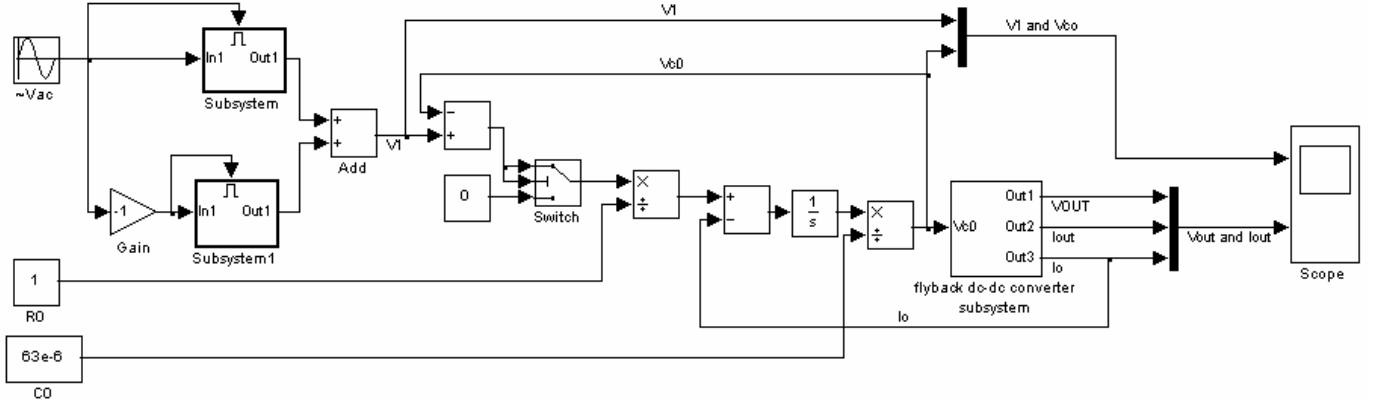 V1
V1 and Vco
In1
Out1
~Vac
Subsystem
Vc0
−
+
+
+
Add
V1
-1
Gain
In1
Out1
Subsystem1
0
Switch
×
÷
+
−
1
s
×
÷
Vc0
Out1
Out2
Out3
VOUT
Iout
Io
Vout and Iout
Scope
flyback dc-dc converter
subsystem
1
R0
Io
63e-6
C0